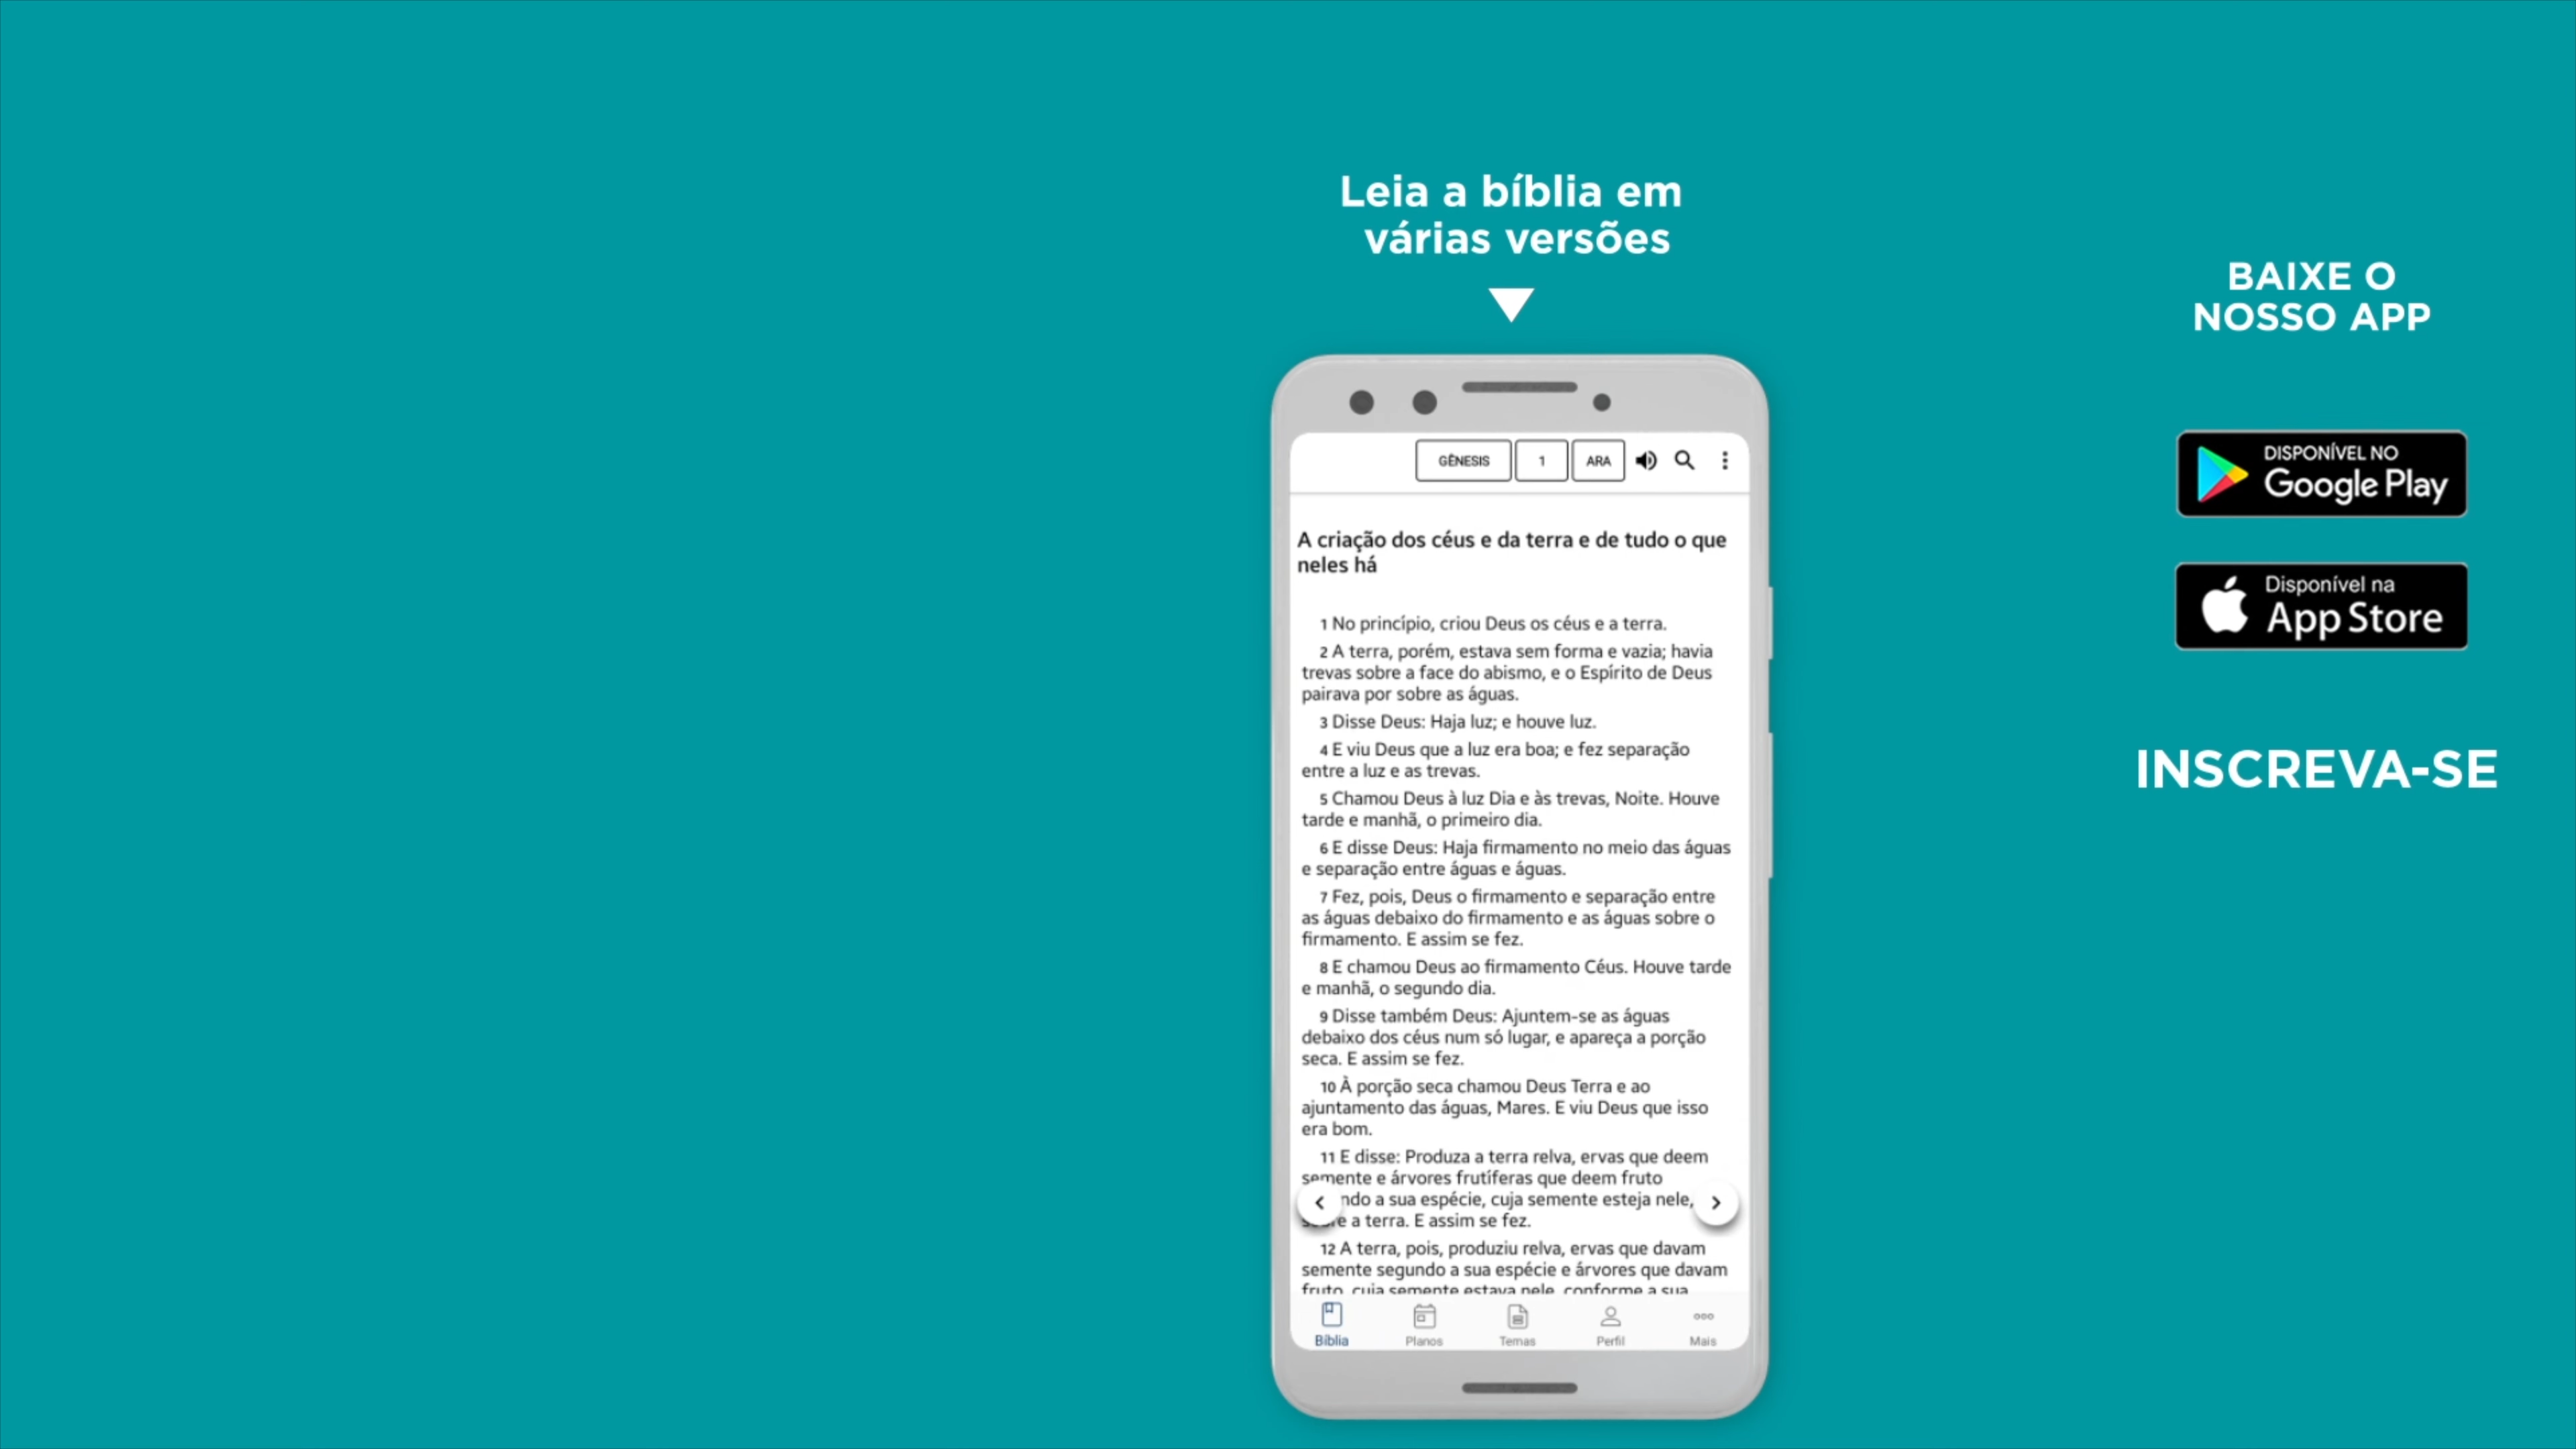 Leia a bíblia em
várias versões
GÊNESIS 1 ARA
A criação dos céus e da terra e de tudo o que
neles há
1 No princípio, criou Deus os céus e a terra.
2 A terra, porém, estava sem forma e vazia; havia
trevas sobre a face do abismo, e o Espírito de Deus
pairava por sobre as águas.
3 Disse Deus: Haja luz; e houve luz.
4 E viu Deus que a luz era boa; e fez separação
entre a luz e as trevas.
5 Chamou Deus à luz Dia e às trevas, Noite. Houve
tarde e manhã, o primeiro dia.
6 E disse Deus: Haja firmamento no meio das águas
e separação entre águas e águas.
7 Fez, pois, Deus o firmamento e separação entre
as águas debaixo do firmamento e as águas sobre o
firmamento. E assim se fez.
8 E chamou Deus ao firmamento Céus. Houve tarde
e manhã, o segundo dia.
9 Disse também Deus: Ajuntem-se as águas
debaixo dos céus num só lugar, e apareça a porção
seca. E assim se fez.
10 À porção seca chamou Deus Terra e ao
ajuntamento das águas, Mares. E viu Deus que isso
era bom.
11 E disse: Produza a terra relva, ervas que deem
semente e árvores frutíferas que deem fruto
a sua espécie, cuja semente esteja nele,
a terra. E assim se fez.
12 A terra, pois, produziu relva, ervas que davam
semente segundo a sua espécie e árvores que davam
fruto, cuja semente estava nele, conforme a sua
Bíblia Planos Temas Perfil Mais
BAIXE O
NOSSO APP
DISPONÍVEL NO
Google Play
Disponível na
App Store
INSCREVA-SE